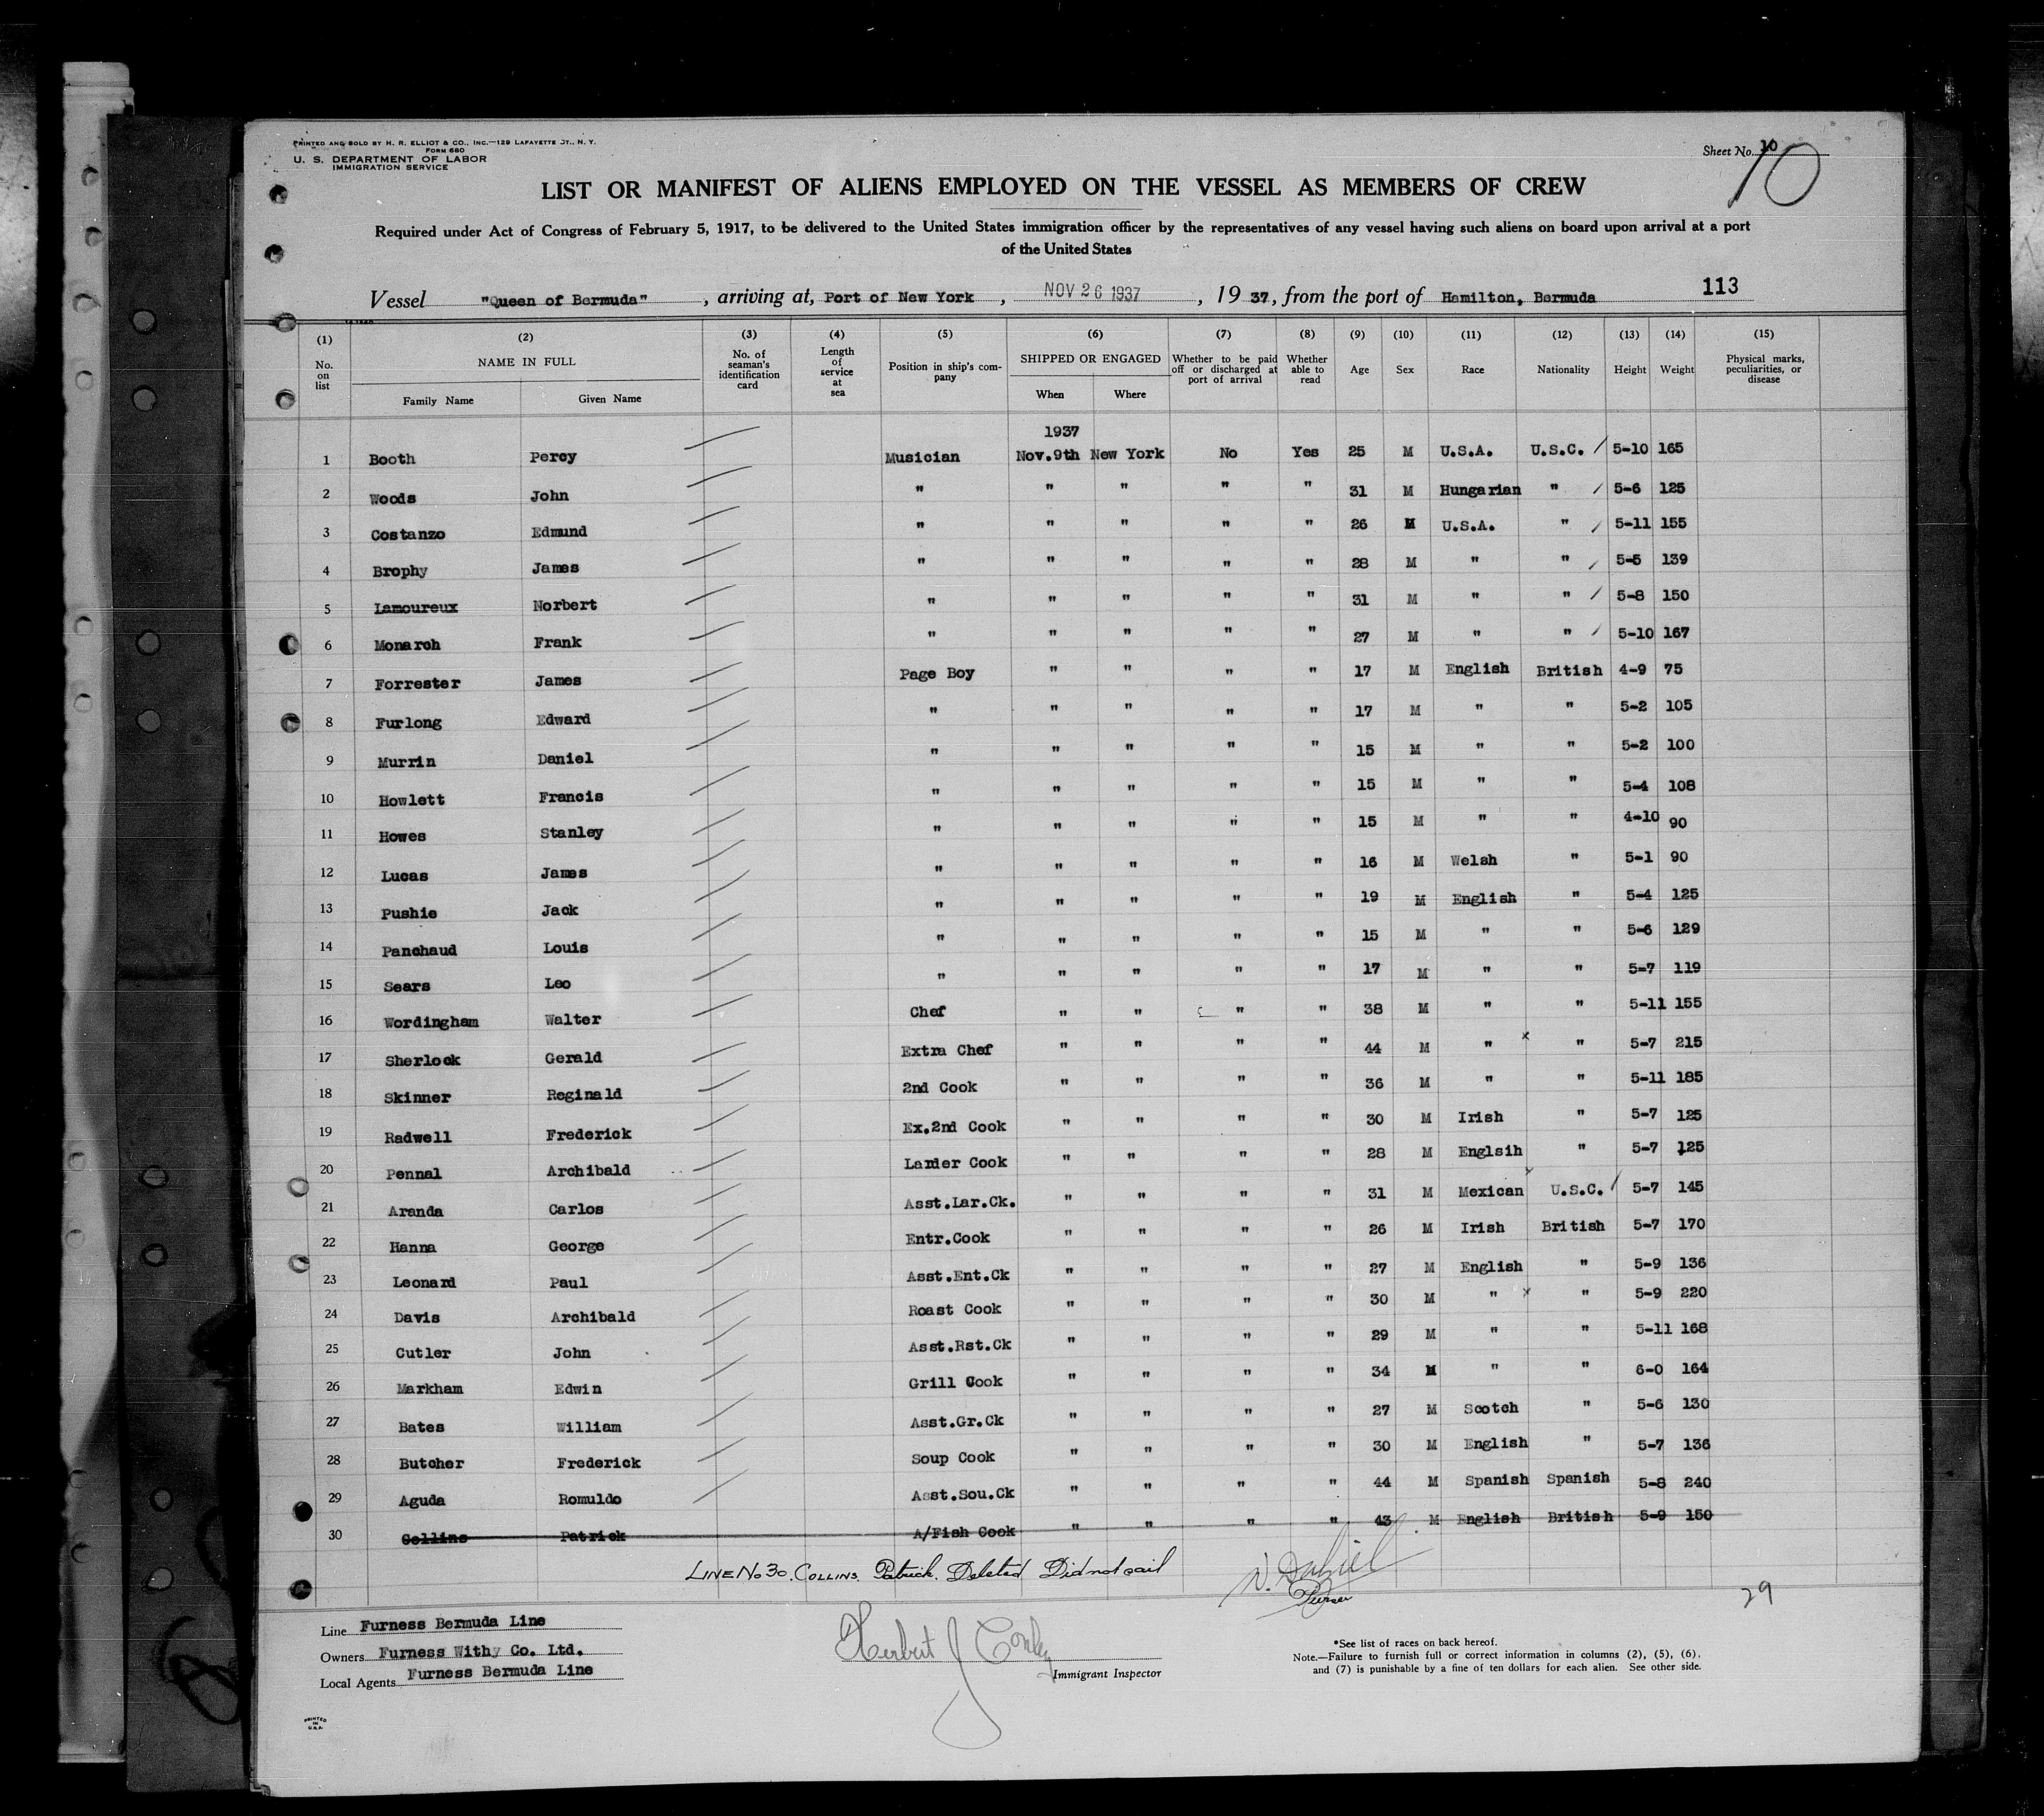 PRINTED AND SOLD BY H. R. ELLIOT & CO., INC.—129 LAFAYETTE ST., N. Y.
FORM 680
U. S. DEPARTMENT OF LABOR
IMMIGRATION SERVICE
Sheet No. 10
10
LIST OR MANIFEST OF ALIENS EMPLOYED ON THE VESSEL AS MEMBERS OF CREW
Required under Act of Congress of February 5, 1917, to be delivered to the United States immigration officer by the representatives of any vessel having such aliens on board upon arrival at a port
of the United States
Vessel "Queen of Bermuda", arriving at, Port of New York, NOV 26 1937, 1937, from the port of Hamilton, Bermuda 113
(1) (2) (3) (4) (5) (6) (7) (8) (9) (10) (11) (12) (13) (14) (15)
No. on list NAME IN FULL Family Name Given Name No. of seaman's identification card Length of service at sea Position in ship's company SHIPPED OR ENGAGED When Where Whether to be paid off or discharged at port of arrival Whether able to read Age Sex Race Nationality Height Weight Physical marks, peculiarities, or disease
1937
1 Booth Percy Musician Nov.9th New York No Yes 25 M U.S.A. U.S.C. / 5-10 165
2 Woods John " " " " " 31 M Hungarian " / 5-6 125
3 Costanzo Edmund " " " " " 26 M U.S.A. " / 5-11 155
4 Brophy James " " " " " 28 M " " / 5-5 139
5 Lamoureux Norbert " " " " " 31 M " " / 5-8 150
6 Monarch Frank " " " " " 27 M " " / 5-10 167
7 Forrester James Page Boy " " " " 17 M English British 4-9 75
8 Furlong Edward " " " " " 17 M " " 5-2 105
9 Murrin Daniel " " " " " 15 M " " 5-2 100
10 Howlett Francis " " " " " 15 M " " 5-4 108
11 Howes Stanley " " " " " 15 M " " 4-10 90
12 Lucas James " " " " " 16 M Welsh " 5-1 90
13 Pushie Jack " " " " " 19 M English " 5-4 125
14 Panchaud Louis " " " " " 15 M " " 5-6 129
15 Sears Leo " " " " " 17 M " " 5-7 119
16 Wordingham Walter Chef " " " " 38 M " " 5-11 155
17 Sherlock Gerald Extra Chef " " " " 44 M " x " 5-7 215
18 Skinner Reginald 2nd Cook " " " " 36 M " " 5-11 185
19 Radwell Frederick Ex.2nd Cook " " " " 30 M Irish " 5-7 125
20 Pennal Archibald Larder Cook " " " " 28 M Englsih " 5-7 125
21 Aranda Carlos Asst.Lar.Ck. " " " " 31 M Mexican x U.S.C. / 5-7 145
22 Hanna George Entr.Cook " " " " 26 M Irish British 5-7 170
23 Leonard Paul Asst.Ent.Ck " " " " 27 M English " 5-9 136
24 Davis Archibald Roast Cook " " " " 30 M " x " 5-9 220
25 Cutler John Asst.Rst.Ck " " " " 29 M " " 5-11 168
26 Markham Edwin Grill Cook " " " " 34 M " " 6-0 164
27 Bates William Asst.Gr.Ck " " " " 27 M Scotch " 5-6 130
28 Butcher Frederick Soup Cook " " " " 30 M English " 5-7 136
29 Aguda Romuldo Asst.Sou.Ck " " " " 44 M Spanish Spanish 5-8 240
30 Collins Patrick A/Fish Cook " " " " 43 M English British 5-9 150
LINE No 30. COLLINS. Patrick. Deleted Did not sail
Purser
29
Line Furness Bermuda Line
Owners Furness Withy Co. Ltd.
Local Agents Furness Bermuda Line
Herbert J Conley
Immigrant Inspector
*See list of races on back hereof.
Note.—Failure to furnish full or correct information in columns (2), (5), (6),
and (7) is punishable by a fine of ten dollars for each alien. See other side.
PRINTED
IN
U.S.A.